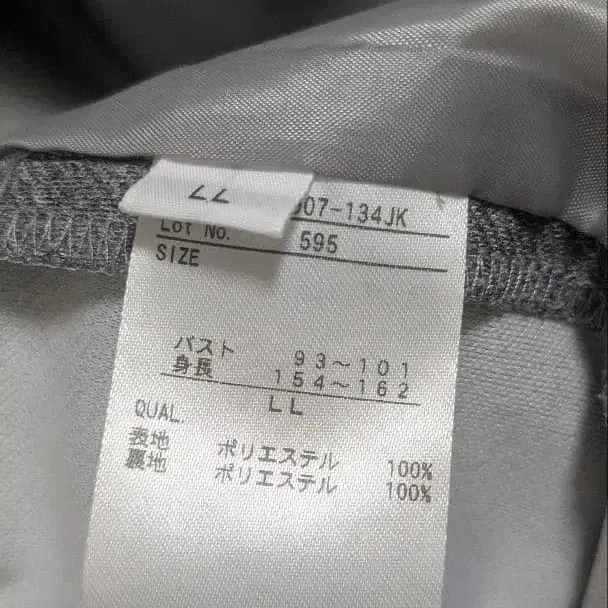 LL
007-134JK
Lot No. 595
SIZE
バスト 93～101
身長 154～162
LL
QUAL.
表地 ポリエステル 100%
裏地 ポリエステル 100%